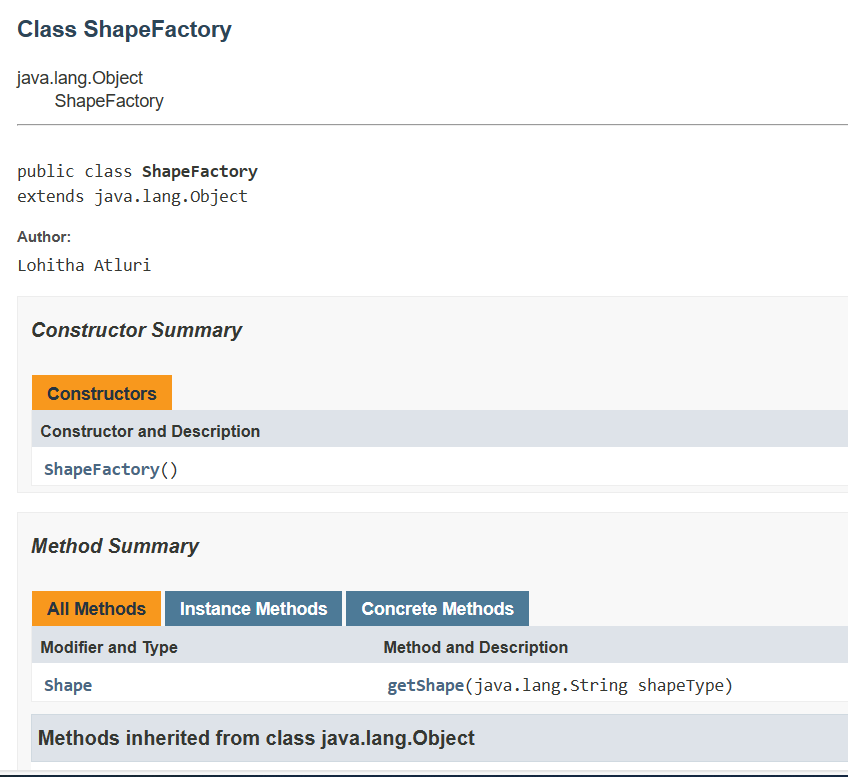 Class ShapeFactory
java.lang.Object
ShapeFactory
public class ShapeFactory
extends java.lang.Object
Author:
Lohitha Atluri
Constructor Summary
Constructors
Constructor and Description
ShapeFactory()
Method Summary
All Methods Instance Methods Concrete Methods
Modifier and Type Method and Description
Shape getShape(java.lang.String shapeType)
Methods inherited from class java.lang.Object